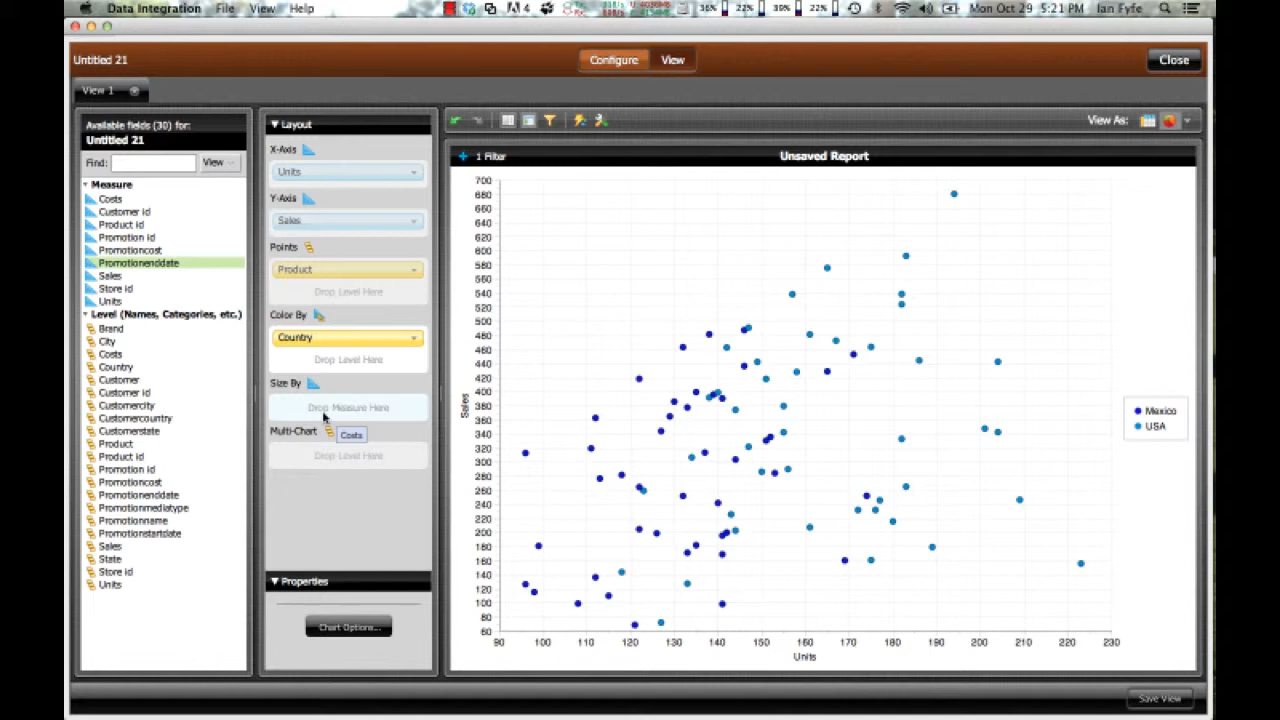 Data Integration File View Help 4 36% 22% 39% 22% Mon Oct 29 5:21 PM Ian Fyfe
Untitled 21 Configure View Close
View 1
Available fields (30) for:
Untitled 21
Find: View
Measure
Costs
Customer id
Product id
Promotion id
Promotioncost
Promotionenddate
Sales
Store id
Units
Level (Names, Categories, etc.)
Brand
City
Costs
Country
Customer
Customer id
Customercity
Customercountry
Customerstate
Product
Product id
Promotion id
Promotioncost
Promotionenddate
Promotionmediatype
Promotionname
Promotionstartdate
Sales
State
Store id
Units
Layout
X-Axis
Units
Y-Axis
Sales
Points
Product
Drop Level Here
Color By
Country
Drop Level Here
Size By
Drop Measure Here
Multi-Chart
Costs
Drop Level Here
Properties
Chart Options...
View As:
1 Filter Unsaved Report
700
680
660
640
620
600
580
560
540
520
500
480
460
440
420
400
380
360
340
320
300
280
260
240
220
200
180
160
140
120
100
80
60
Sales
90 100 110 120 130 140 150 160 170 180 190 200 210 220 230
Units
Mexico
USA
Save View